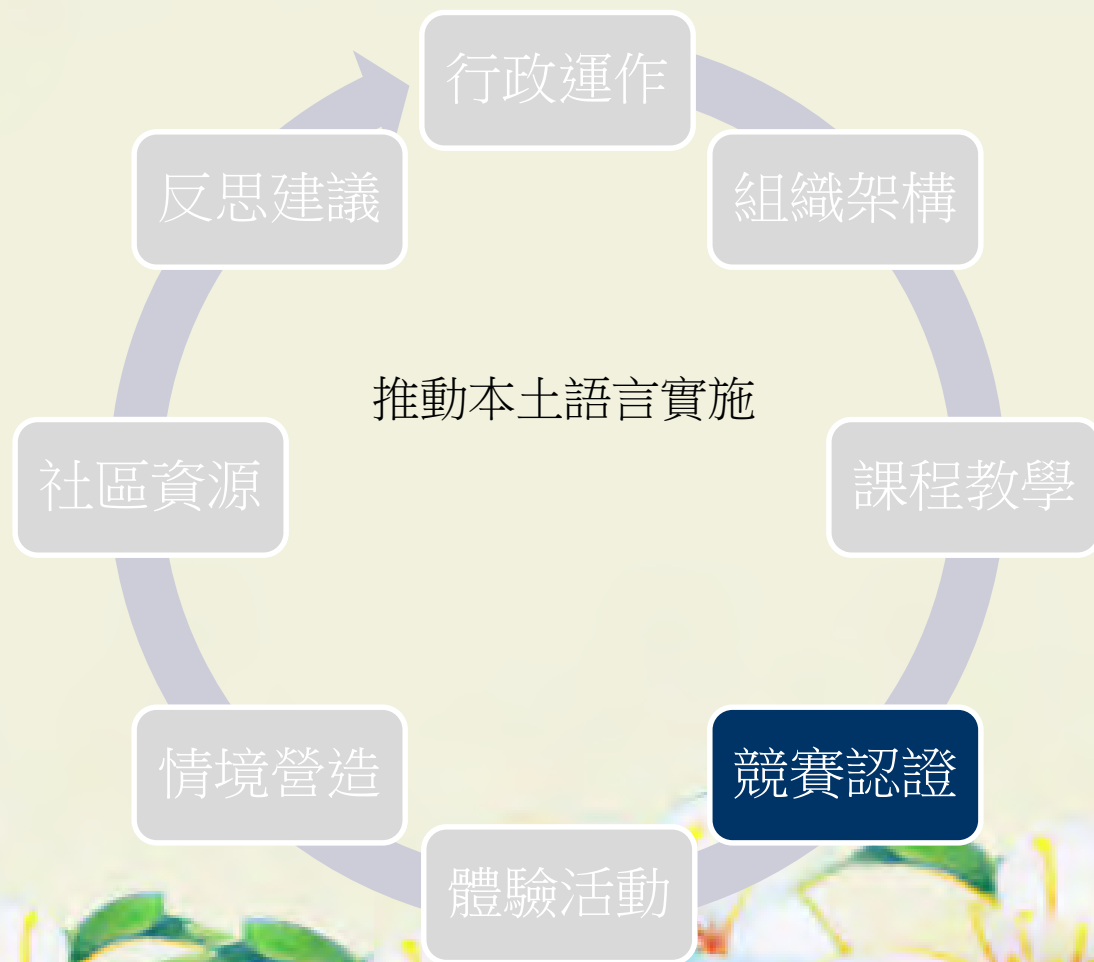 行政運作
組織架構
課程教學
競賽認證
體驗活動
情境營造
社區資源
反思建議
推動本土語言實施